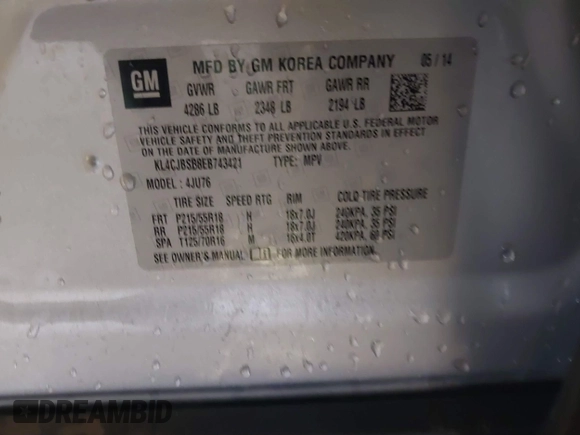 GM
MFD BY GM KOREA COMPANY 05/14
GVWR GAWR FRT GAWR RR
4286 LB 2348 LB 2194 LB
THIS VEHICLE CONFORMS TO ALL APPLICABLE U.S. FEDERAL MOTOR
VEHICLE SAFETY AND THEFT PREVENTION STANDARDS IN EFFECT
ON THE DATE OF MANUFACTURE SHOWN ABOVE.
KL4CJBSB8EB743421 TYPE: MPV
MODEL: 4JU76
TIRE SIZE SPEED RTG RIM COLD TIRE PRESSURE
FRT P215/55R18 H 18x7.0J 240KPA, 35 PSI
RR P215/55R18 H 18x7.0J 240KPA, 35 PSI
SPA T125/70R16 M 16x4.0T 420KPA, 60 PSI
SEE OWNER'S MANUAL FOR MORE INFORMATION.
DREAMBID